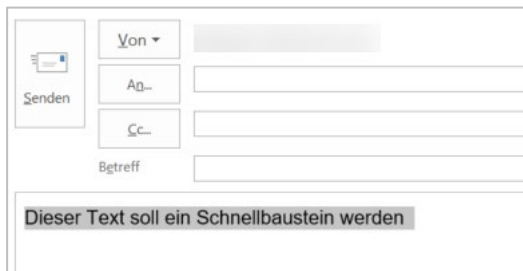 Von
Senden
An...
Cc...
Betreff
Dieser Text soll ein Schnellbaustein werden